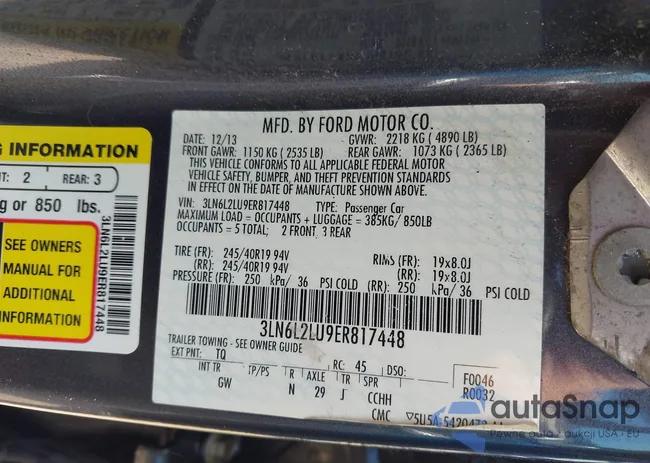 G INFORMATION
T: 2 REAR: 3
g or 850 lbs.
SEE OWNERS
MANUAL FOR
ADDITIONAL
INFORMATION
3LN6L2LU9ER817448
MFD. BY FORD MOTOR CO.
DATE: 12/13 GVWR: 2218 KG (4890 LB)
FRONT GAWR: 1150 KG (2535 LB) REAR GAWR: 1073 KG (2365 LB)
THIS VEHICLE CONFORMS TO ALL APPLICABLE FEDERAL MOTOR
VEHICLE SAFETY, BUMPER, AND THEFT PREVENTION STANDARDS
IN EFFECT ON THE DATE OF MANUFACTURE SHOWN ABOVE.
VIN: 3LN6L2LU9ER817448 TYPE: Passenger Car
MAXIMUM LOAD = OCCUPANTS + LUGGAGE = 385KG/ 850LB
OCCUPANTS = 5 TOTAL; 2 FRONT, 3 REAR
TIRE (FR): 245/40R19 94V RIMS (FR): 19x8.0J
(RR): 245/40R19 94V (RR): 19x8.0J
PRESSURE (FR): 250 kPa/ 36 PSI COLD (RR): 250 kPa/ 36 PSI COLD
3LN6L2LU9ER817448
TRAILER TOWING - SEE OWNER GUIDE
EXT PNT: TQ RC: 45 DSO: F0046
INT TR TP/PS R AXLE TR SPR R0032
GW N 29 J CCHH
CMC
autaSnap
Pewne auto z aukcji USA i EU